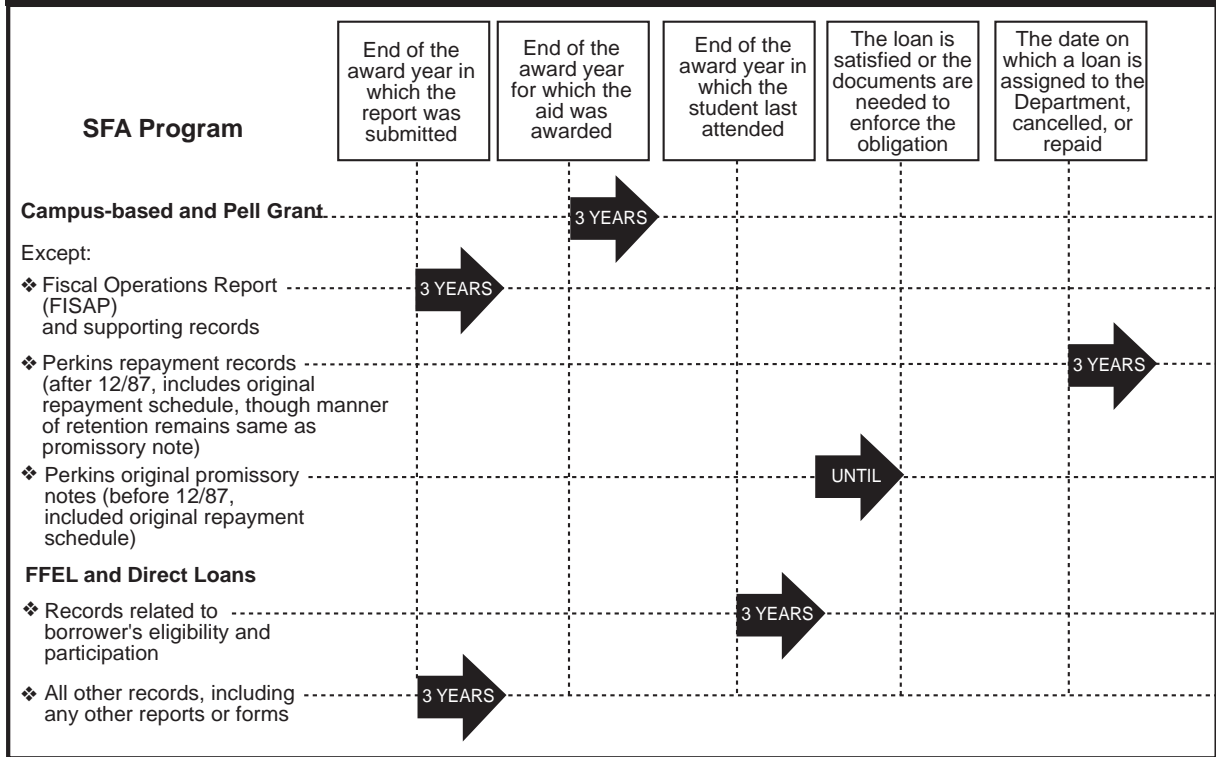 End of the
award year in
which the
report was
submitted
End of the
award year
for which the
aid was
awarded
End of the
award year in
which the
student last
attended
The loan is
satisfied or the
documents are
needed to
enforce the
obligation
The date on
which a loan is
assigned to the
Department,
cancelled, or
repaid
SFA Program
Campus-based and Pell Grant
3 YEARS
Except:
❖ Fiscal Operations Report
(FISAP)
and supporting records
3 YEARS
❖ Perkins repayment records
(after 12/87, includes original
repayment schedule, though manner
of retention remains same as
promissory note)
3 YEARS
❖ Perkins original promissory
notes (before 12/87,
included original repayment
schedule)
UNTIL
FFEL and Direct Loans
❖ Records related to
borrower's eligibility and
participation
3 YEARS
❖ All other records, including
any other reports or forms
3 YEARS